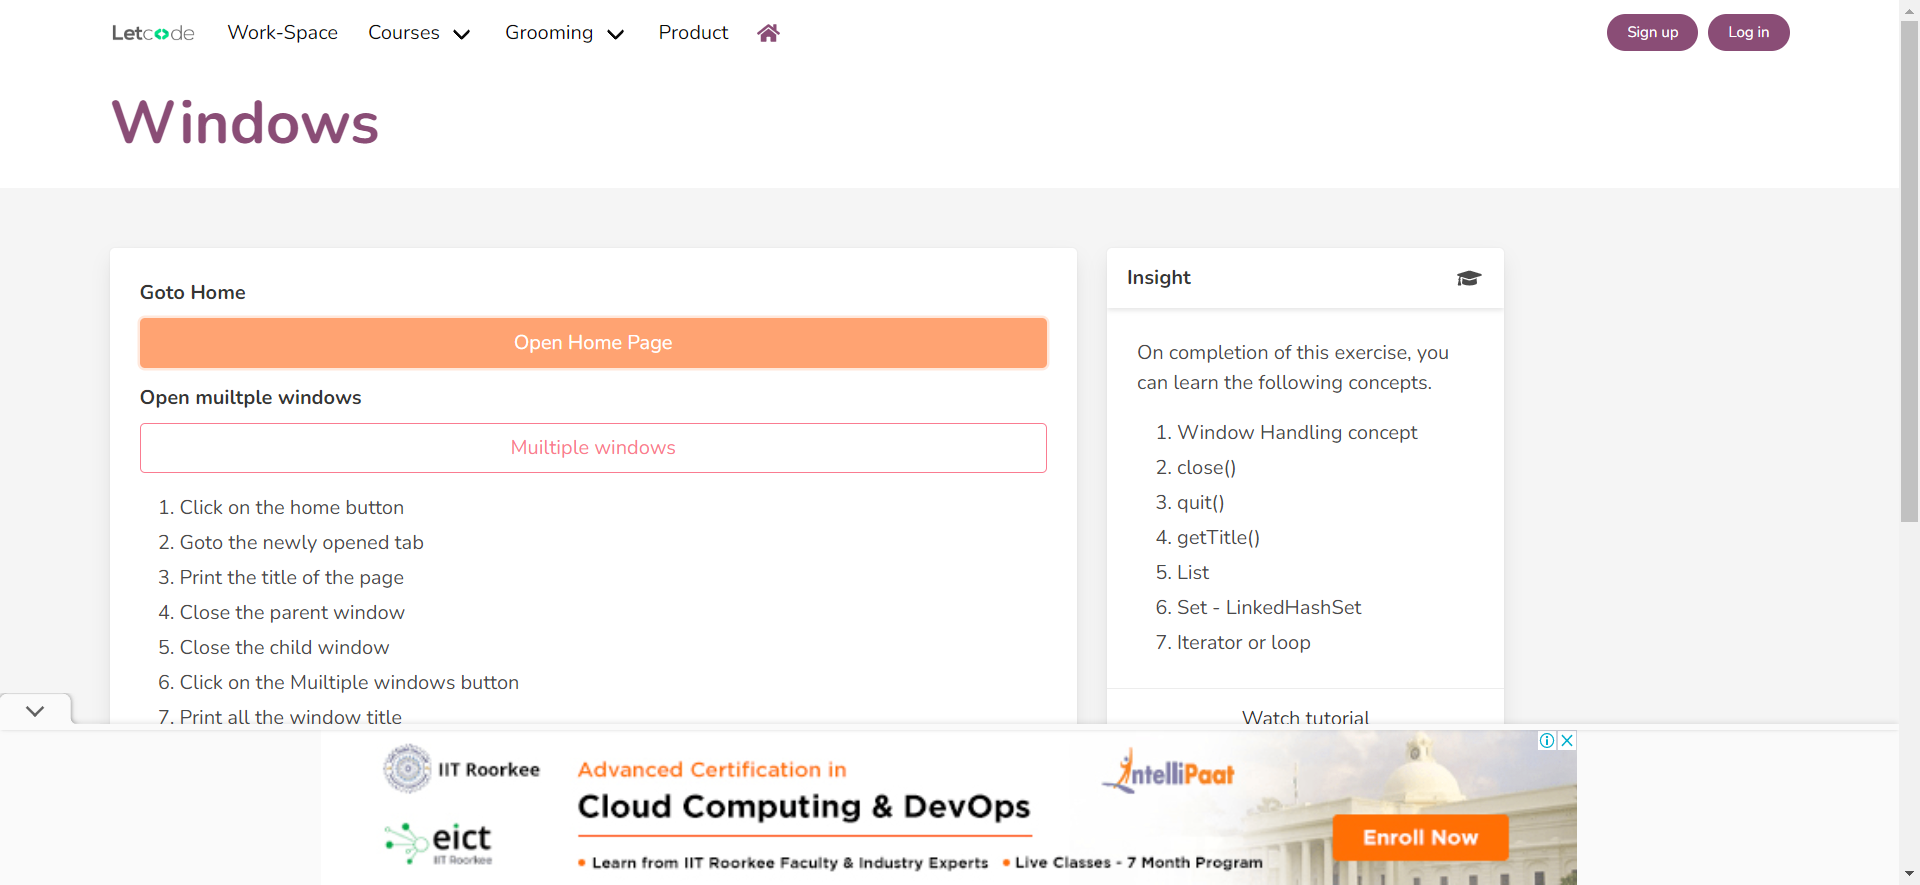 Letcode Work-Space Courses Grooming Product Sign up Log in
Windows
Goto Home
Open Home Page
Open muiltple windows
Muiltiple windows
1. Click on the home button
2. Goto the newly opened tab
3. Print the title of the page
4. Close the parent window
5. Close the child window
6. Click on the Muiltiple windows button
7. Print all the window title
Insight
On completion of this exercise, you
can learn the following concepts.
1. Window Handling concept
2. close()
3. quit()
4. getTitle()
5. List
6. Set - LinkedHashSet
7. Iterator or loop
Watch tutorial
IIT Roorkee
eict
IIT Roorkee
Advanced Certification in
Cloud Computing & DevOps
• Learn from IIT Roorkee Faculty & Industry Experts • Live Classes - 7 Month Program
IntelliPaat
Enroll Now